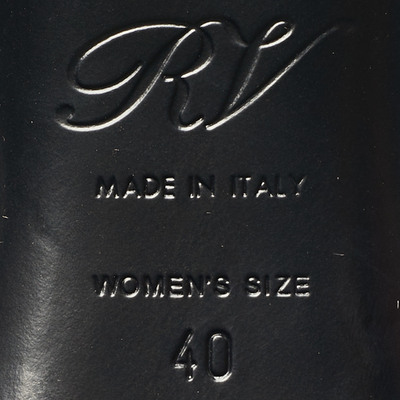 RV
MADE IN ITALY
WOMEN'S SIZE
40